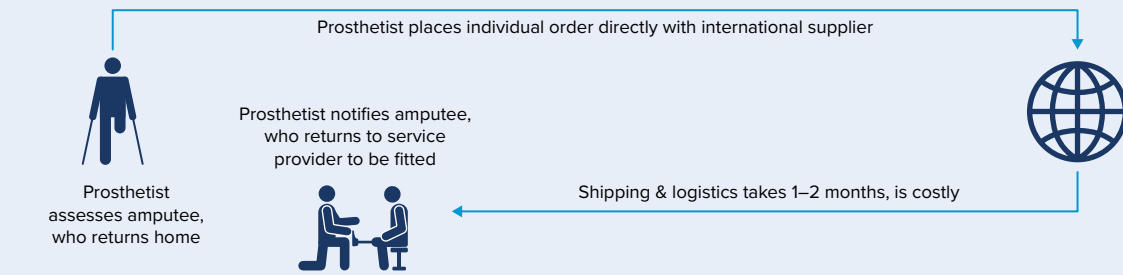 Prosthetist places individual order directly with international supplier
Prosthetist notifies amputee,
who returns to service
provider to be fitted
Prosthetist
assesses amputee,
who returns home
Shipping & logistics takes 1–2 months, is costly